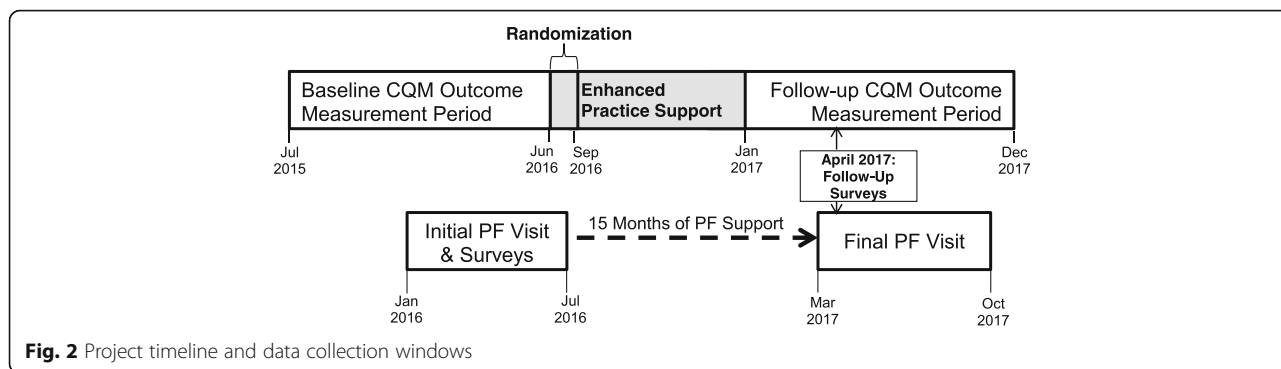 Randomization
Baseline CQM Outcome
Measurement Period
Enhanced
Practice Support
Follow-up CQM Outcome
Measurement Period
Jul
2015
Jun
2016
Sep
2016
Jan
2017
Dec
2017
April 2017:
Follow-Up
Surveys
Initial PF Visit
& Surveys
15 Months of PF Support
Final PF Visit
Jan
2016
Jul
2016
Mar
2017
Oct
2017
Fig. 2 Project timeline and data collection windows